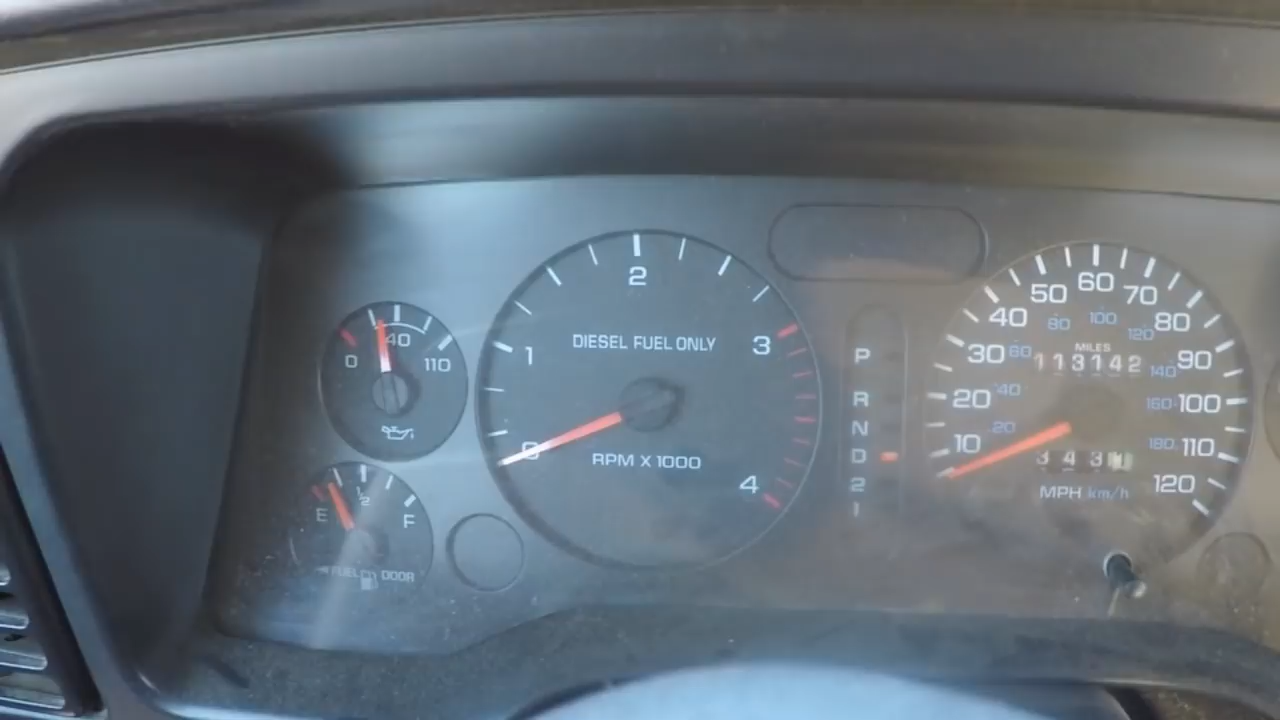 0 40 110
E 1/2 F
FUEL DOOR
0 1 2 3 4
DIESEL FUEL ONLY
RPM X 1000
P
R
N
D
2
1
10 20 30 40 50 60 70 80 90 100 110 120
20 40 60 80 100 120 140 160 180
MILES
113142
343
MPH km/h